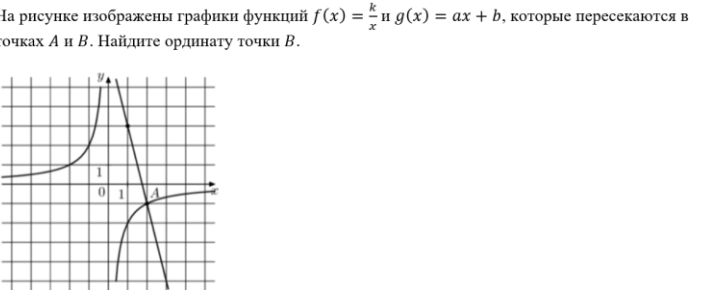 На рисунке изображены графики функций f(x) = k/x и g(x) = ax + b, которые пересекаются в
точках A и B. Найдите ординату точки B.
y
1
0 1 A x